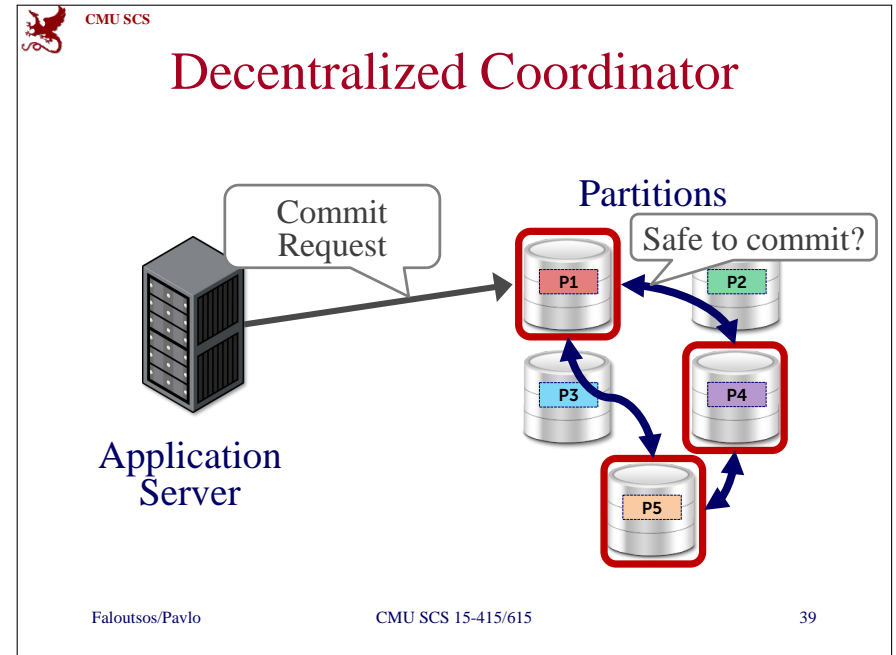 CMU SCS
Decentralized Coordinator
Partitions
Commit
Request
Safe to commit?
P1
P2
P3
P4
P5
Application
Server
Faloutsos/Pavlo
CMU SCS 15-415/615
39